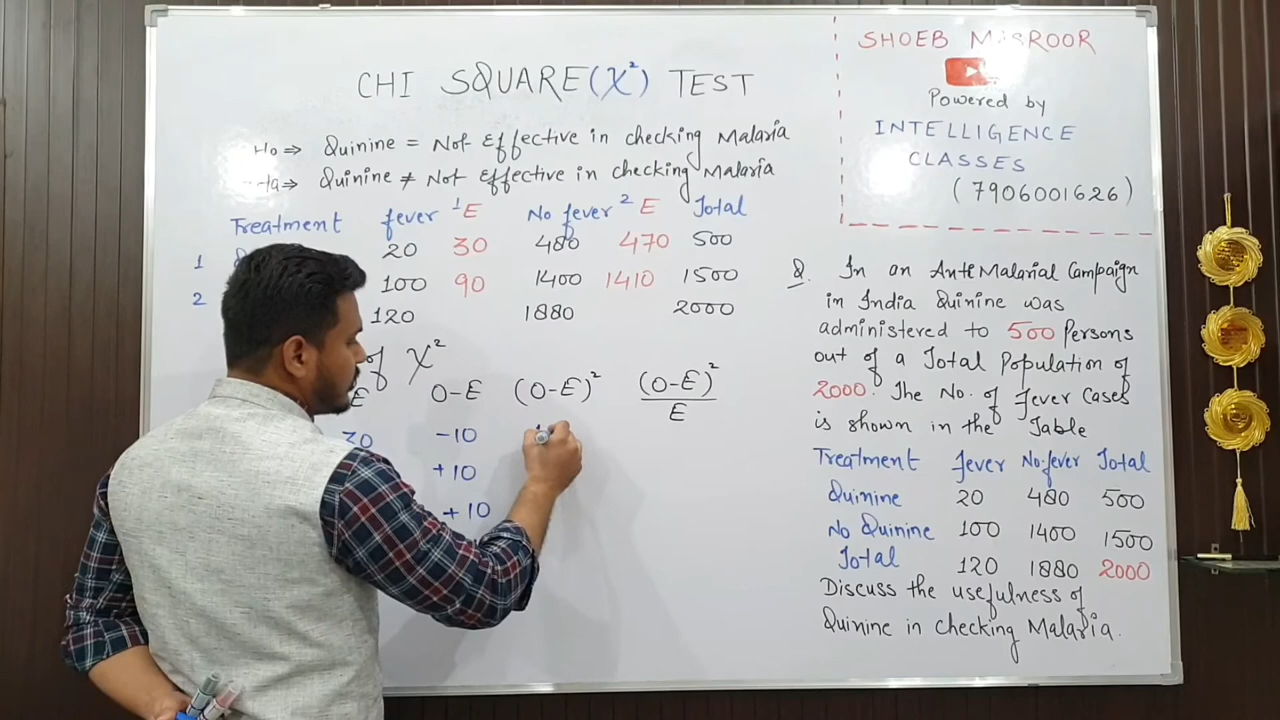 CHI SQUARE (χ²) TEST
Ho ⇒ Quinine = Not Effective in checking Malaria
Ha ⇒ Quinine ≠ Not Effective in checking Malaria
Treatment fever ¹ E No fever ² E Total
1 20 30 480 470 500
2 100 90 1400 1410 1500
120 1880 2000
of χ²
E O-E (O-E)² (O-E)²/E
30 -10
+10
+10
SHOEB MASROOR
Powered by
INTELLIGENCE
CLASSES
(7906001626)
Q. In an Anti Malarial Campaign
in India Quinine was
administered to 500 Persons
out of a Total Population of
2000. The No. of Fever Cases
is shown in the Table
Treatment fever No.fever Total
Quinine 20 480 500
No Quinine 100 1400 1500
Total 120 1880 2000
Discuss the usefulness of
Quinine in checking Malaria.